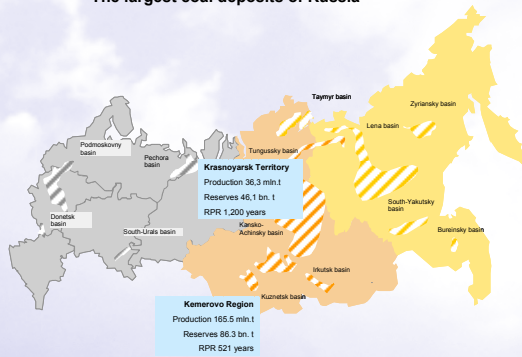 The largest coal deposits of Russia
Taymyr basin
Zyriansky basin
Lena basin
Podmoskovny
basin
Pechora
basin
Tungussky basin
Krasnoyarsk Territory
Production 36,3 mln.t
Reserves 46,1 bn. t
RPR 1,200 years
South-Yakutsky
basin
Donetsk
basin
South-Urals basin
Kansko-
Achinsky basin
Bureinsky basin
Irkutsk basin
Kuznetsk basin
Kemerovo Region
Production 165.5 mln.t
Reserves 86.3 bn. t
RPR 521 years